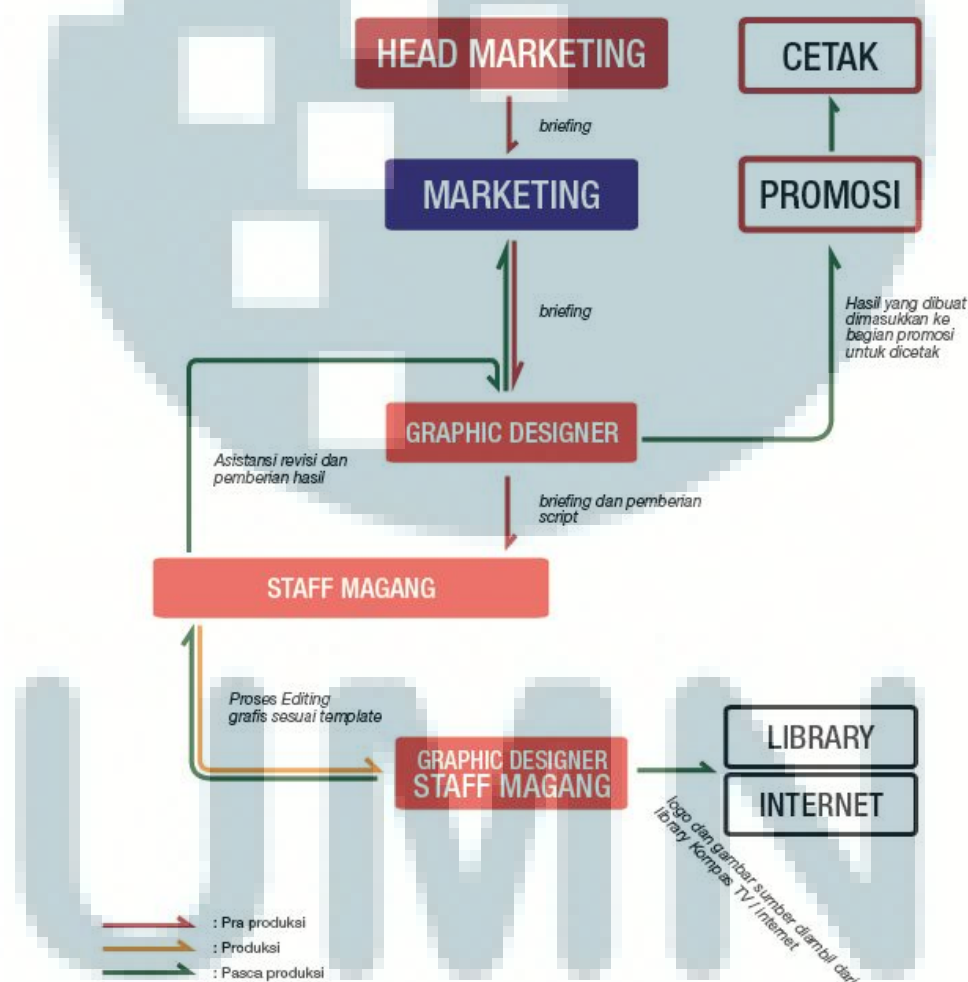 HEAD MARKETING
CETAK
briefing
MARKETING
PROMOSI
briefing
Hasil yang dibuat
dimasukkan ke
bagian promosi
untuk dicetak
GRAPHIC DESIGNER
Asistansi revisi dan
pemberian hasil
briefing dan pemberian
script
STAFF MAGANG
Proses Editing
grafis sesuai template
GRAPHIC DESIGNER
STAFF MAGANG
LIBRARY
INTERNET
logo dan gambar sumber diambil dari
library Kompas TV / Internet
: Pra produksi
: Produksi
: Pasca produksi
UMN